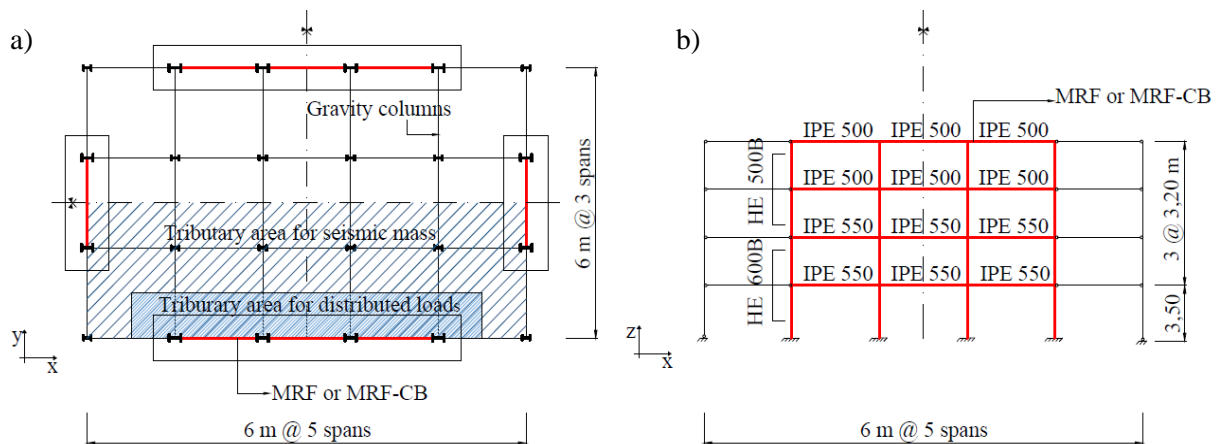 a)
Gravity columns
Tributary area for seismic mass
Triburary area for distributed loads
6 m @ 3 spans
y
x
MRF or MRF-CB
6 m @ 5 spans
b)
MRF or MRF-CB
IPE 500 IPE 500 IPE 500
IPE 500 IPE 500 IPE 500
IPE 550 IPE 550 IPE 550
IPE 550 IPE 550 IPE 550
HE 500B
HE 600B
3 @ 3,20 m
3,50
z
x
6 m @ 5 spans